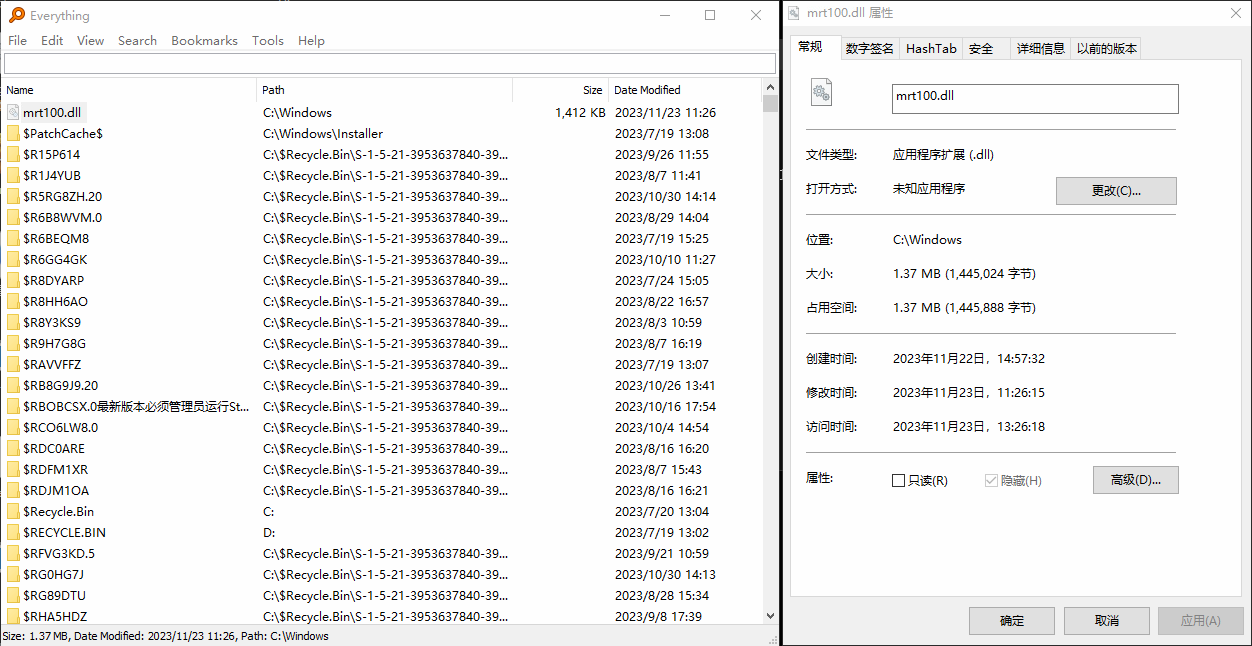 Everything
File Edit View Search Bookmarks Tools Help
Name Path Size Date Modified
mrt100.dll C:\Windows 1,412 KB 2023/11/23 11:26
$PatchCache$ C:\Windows\Installer 2023/7/19 13:08
$R15P614 C:\$Recycle.Bin\S-1-5-21-3953637840-39... 2023/9/26 11:55
$R1J4YUB C:\$Recycle.Bin\S-1-5-21-3953637840-39... 2023/8/7 11:41
$R5RG8ZH.20 C:\$Recycle.Bin\S-1-5-21-3953637840-39... 2023/10/30 14:14
$R6B8WVM.0 C:\$Recycle.Bin\S-1-5-21-3953637840-39... 2023/8/29 14:04
$R6BEQM8 C:\$Recycle.Bin\S-1-5-21-3953637840-39... 2023/7/19 15:25
$R6GG4GK C:\$Recycle.Bin\S-1-5-21-3953637840-39... 2023/10/10 11:27
$R8DYARP C:\$Recycle.Bin\S-1-5-21-3953637840-39... 2023/7/24 15:05
$R8HH6AO C:\$Recycle.Bin\S-1-5-21-3953637840-39... 2023/8/22 16:57
$R8Y3KS9 C:\$Recycle.Bin\S-1-5-21-3953637840-39... 2023/8/3 10:59
$R9H7G8G C:\$Recycle.Bin\S-1-5-21-3953637840-39... 2023/8/7 16:19
$RAVVFFZ C:\$Recycle.Bin\S-1-5-21-3953637840-39... 2023/7/19 13:07
$RB8G9J9.20 C:\$Recycle.Bin\S-1-5-21-3953637840-39... 2023/10/26 13:41
$RBOBCSX.0最新版本必须管理员运行St... C:\$Recycle.Bin\S-1-5-21-3953637840-39... 2023/10/16 17:54
$RCO6LW8.0 C:\$Recycle.Bin\S-1-5-21-3953637840-39... 2023/10/4 14:54
$RDC0ARE C:\$Recycle.Bin\S-1-5-21-3953637840-39... 2023/8/16 16:20
$RDFM1XR C:\$Recycle.Bin\S-1-5-21-3953637840-39... 2023/8/7 15:43
$RDJM1OA C:\$Recycle.Bin\S-1-5-21-3953637840-39... 2023/8/16 16:21
$Recycle.Bin C: 2023/7/20 13:04
$RECYCLE.BIN D: 2023/7/19 13:02
$RFVG3KD.5 C:\$Recycle.Bin\S-1-5-21-3953637840-39... 2023/9/21 10:59
$RG0HG7J C:\$Recycle.Bin\S-1-5-21-3953637840-39... 2023/10/30 14:13
$RG89DTU C:\$Recycle.Bin\S-1-5-21-3953637840-39... 2023/8/28 15:34
$RHA5HDZ C:\$Recycle.Bin\S-1-5-21-3953637840-39... 2023/9/8 17:39
Size: 1.37 MB, Date Modified: 2023/11/23 11:26, Path: C:\Windows
mrt100.dll 属性
常规 数字签名 HashTab 安全 详细信息 以前的版本
mrt100.dll
文件类型: 应用程序扩展 (.dll)
打开方式: 未知应用程序 更改(C)...
位置: C:\Windows
大小: 1.37 MB (1,445,024 字节)
占用空间: 1.37 MB (1,445,888 字节)
创建时间: 2023年11月22日，14:57:32
修改时间: 2023年11月23日，11:26:15
访问时间: 2023年11月23日，13:26:18
属性: 只读(R) 隐藏(H) 高级(D)...
确定 取消 应用(A)